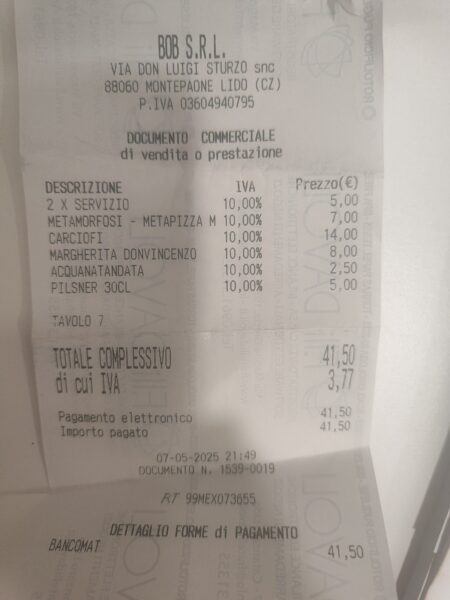 BOB S.R.L.
VIA DON LUIGI STURZO snc
88060 MONTEPAONE LIDO (CZ)
P.IVA 03604940795
DOCUMENTO COMMERCIALE
di vendita o prestazione
DESCRIZIONE IVA Prezzo(€)
2 X SERVIZIO 10,00% 5,00
METAMORFOSI - METAPIZZA M 10,00% 7,00
CARCIOFI 10,00% 14,00
MARGHERITA DONVINCENZO 10,00% 8,00
ACQUANATANDATA 10,00% 2,50
PILSNER 30CL 10,00% 5,00
TAVOLO 7
TOTALE COMPLESSIVO 41,50
di cui IVA 3,77
Pagamento elettronico 41,50
Importo pagato 41,50
07-05-2025 21:49
DOCUMENTO N. 1539-0019
RT 99MEX073655
DETTAGLIO FORME di PAGAMENTO
BANCOMAT 41,50